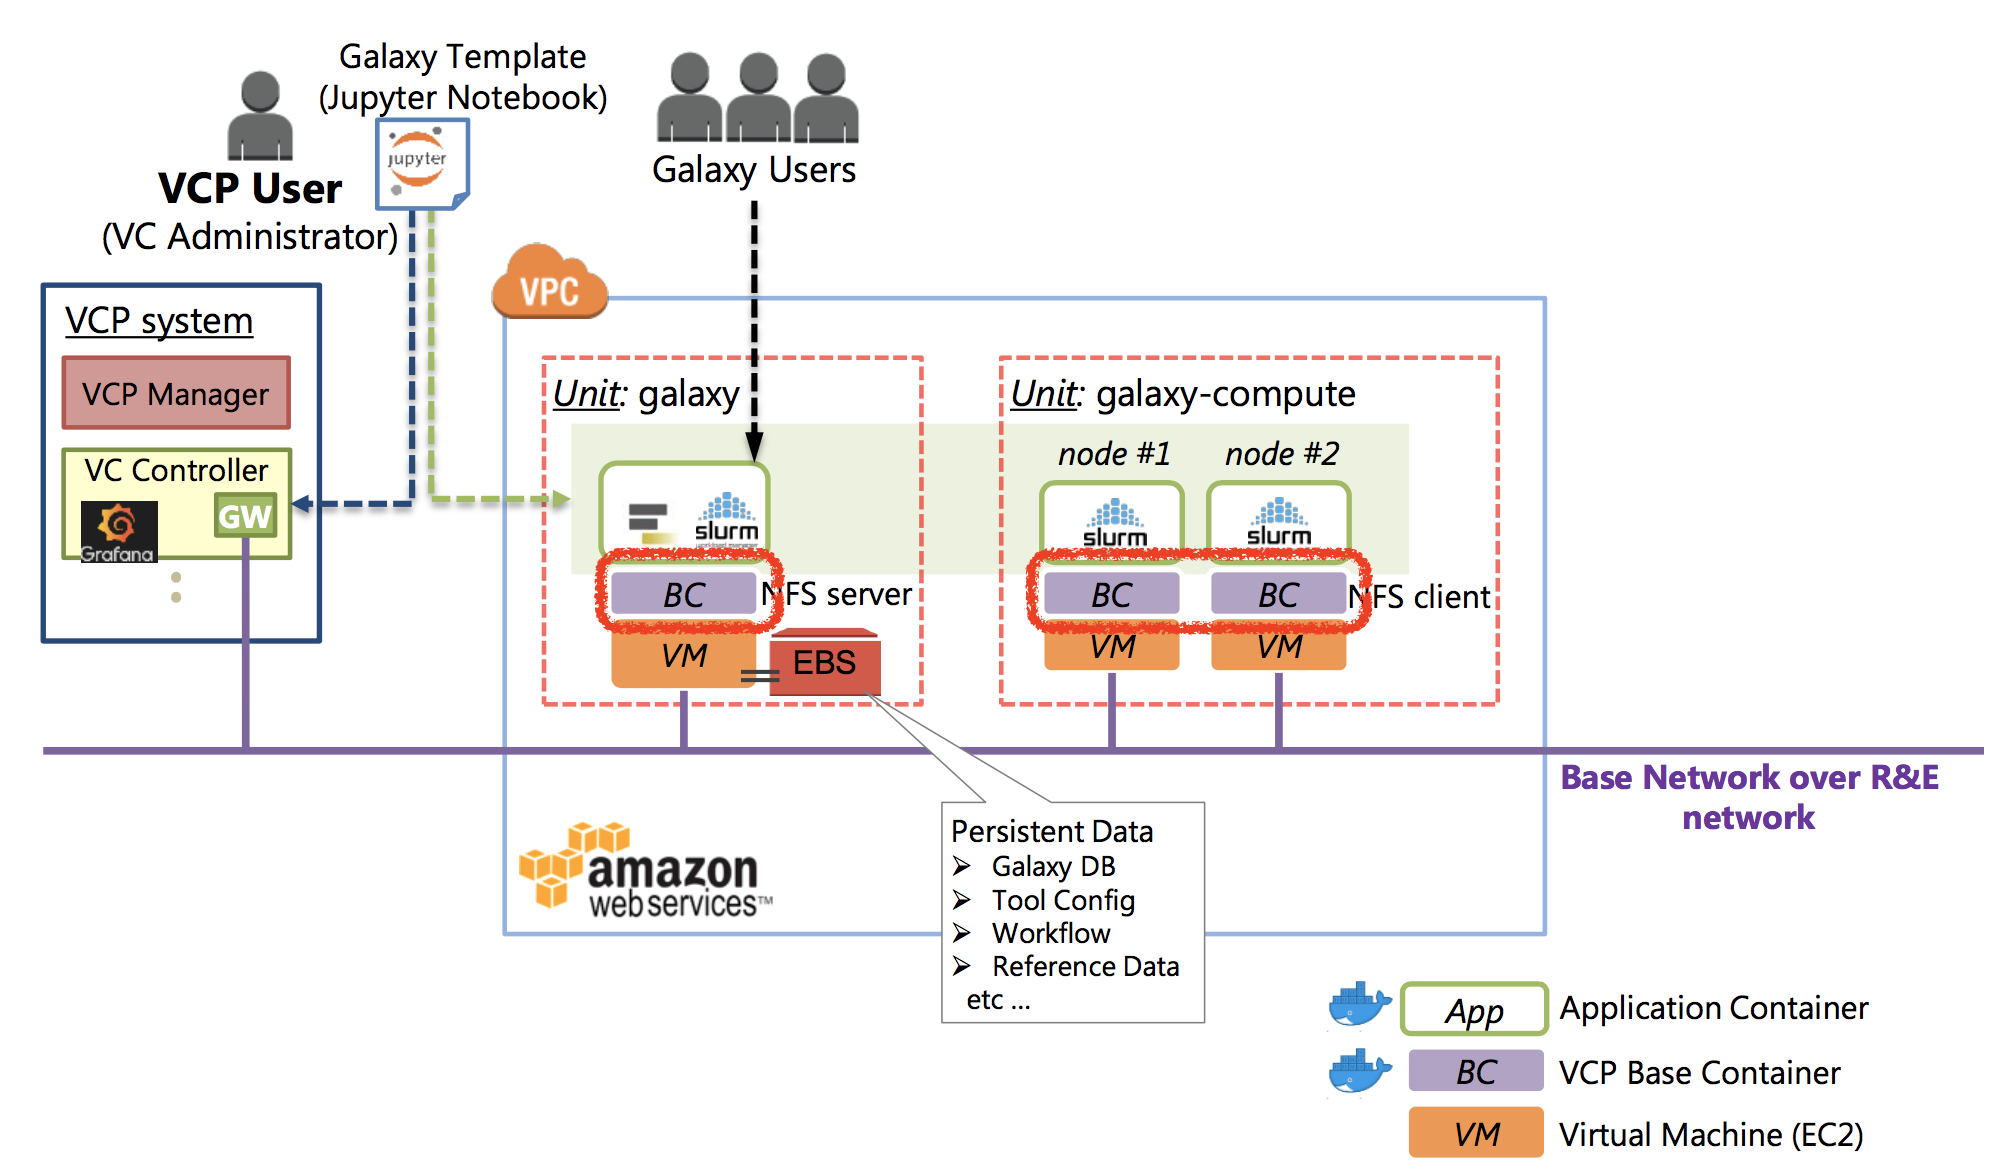 Galaxy Template
(Jupyter Notebook)
jupyter
VCP User
(VC Administrator)
Galaxy Users
VCP system
VCP Manager
VC Controller
GW
Grafana
VPC
Unit: galaxy
Unit: galaxy-compute
node #1
node #2
slurm
workload manager
slurm
slurm
BC
NFS server
BC
BC
NFS client
VM
EBS
VM
VM
Base Network over R&E
network
Persistent Data
➢ Galaxy DB
➢ Tool Config
➢ Workflow
➢ Reference Data
etc ...
amazon
web services™
App
Application Container
BC
VCP Base Container
VM
Virtual Machine (EC2)